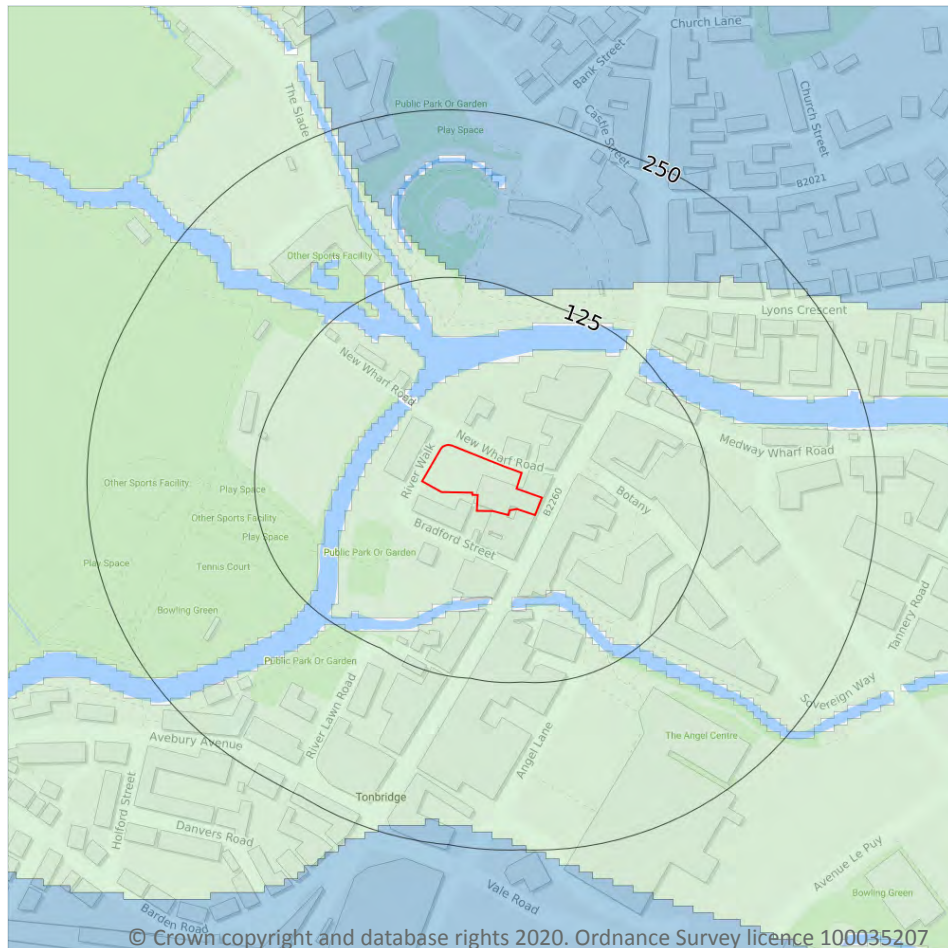 Church Lane
Bank Street
The Slade
Public Park Or Garden
Play Space
Castle Street
Church Street
250
B2021
Other Sports Facility
125
Lyons Crescent
New Wharf Road
Medway Wharf Road
New Wharf Road
River Walk
B2260
Botany
Other Sports Facility
Play Space
Other Sports Facility
Play Space
Bradford Street
Public Park Or Garden
Play Space
Tennis Court
Bowling Green
Tannery Road
Public Park Or Garden
Sovereign Way
River Lawn Road
Avebury Avenue
Angel Lane
The Angel Centre
Holford Street
Tonbridge
Danvers Road
Avenue Le Puy
Vale Road
Bowling Green
Barden Road
© Crown copyright and database rights 2020. Ordnance Survey licence 100035207